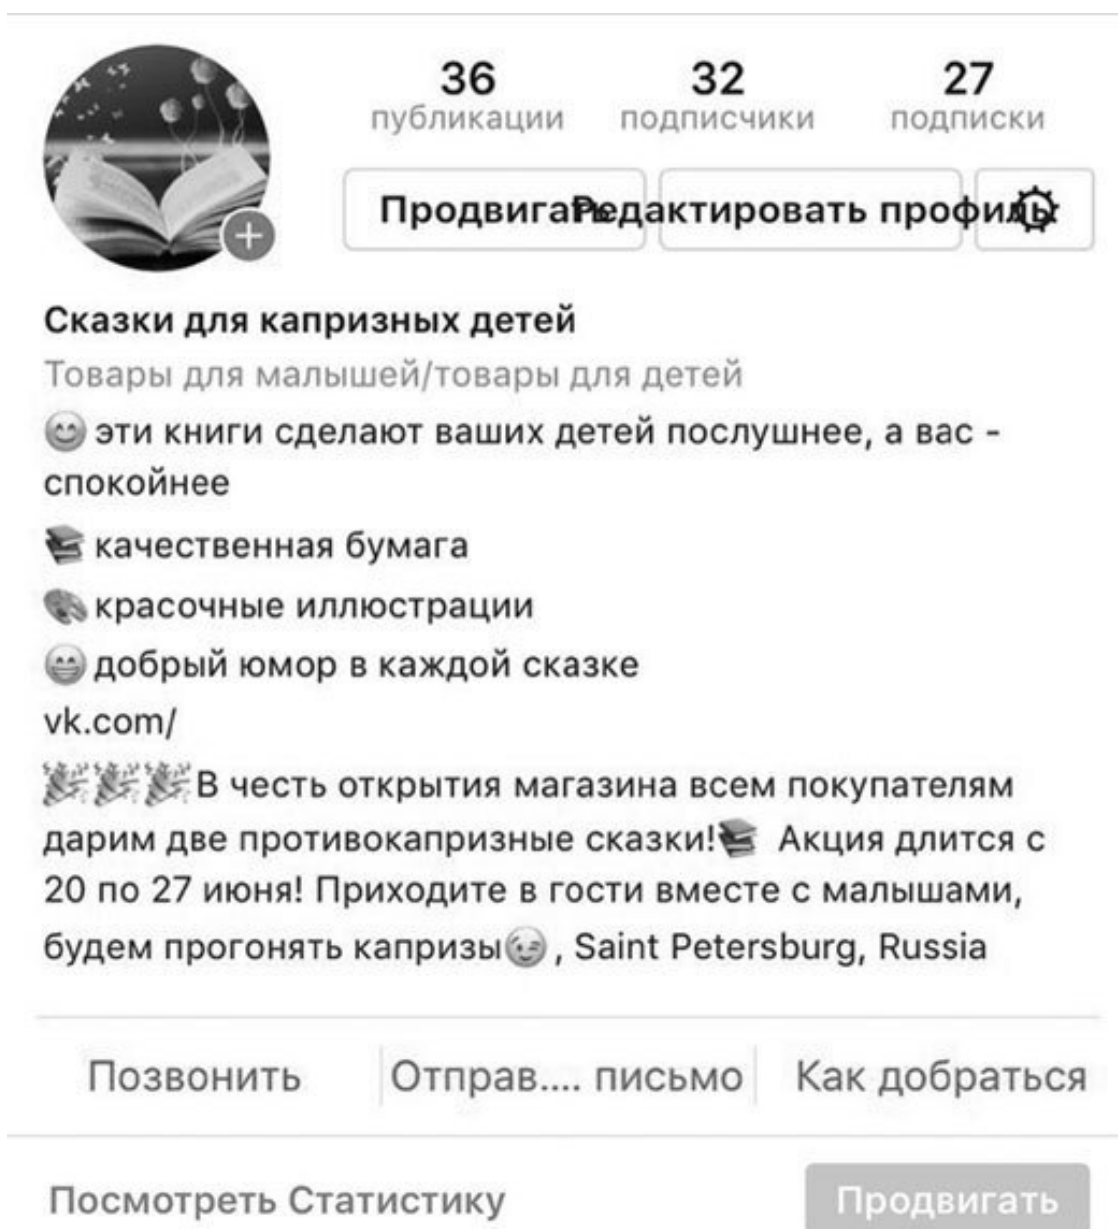 36 32 27
публикации подписчики подписки
Продвигать Редактировать профиль
Сказки для капризных детей
Товары для малышей/товары для детей
😊 эти книги сделают ваших детей послушнее, а вас -
спокойнее
📚 качественная бумага
🎨 красочные иллюстрации
😁 добрый юмор в каждой сказке
vk.com/
🎉🎉🎉 В честь открытия магазина всем покупателям
дарим две противокапризные сказки!📚 Акция длится с
20 по 27 июня! Приходите в гости вместе с малышами,
будем прогонять капризы😉, Saint Petersburg, Russia
Позвонить Отправ.... письмо Как добраться
Посмотреть Статистику Продвигать